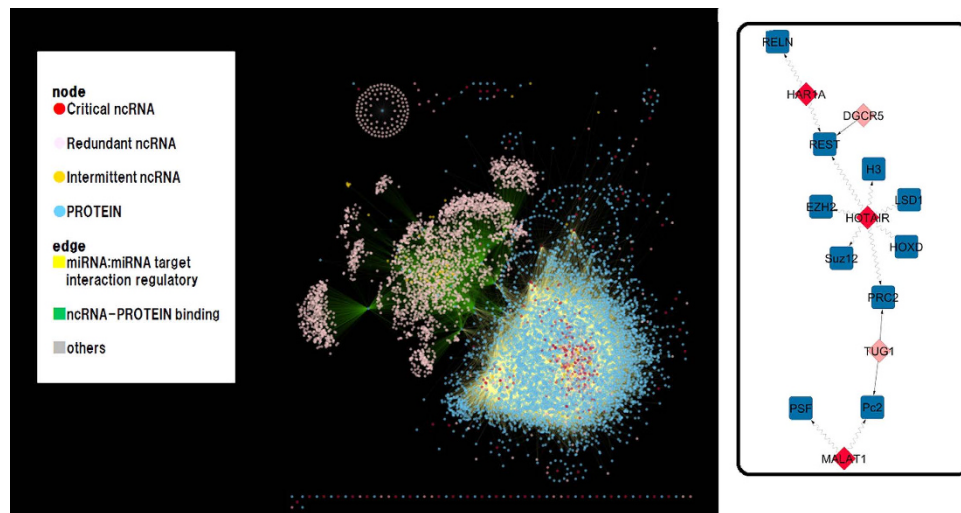 node
Critical ncRNA
Redundant ncRNA
Intermittent ncRNA
PROTEIN
edge
miRNA:miRNA target
interaction regulatory
ncRNA-PROTEIN binding
others
RELN
HAR1A
DGCR5
REST
H3
EZH2
LSD1
HOTAIR
Suz12
HOXD
PRC2
TUG1
PSF
Pc2
MALAT1